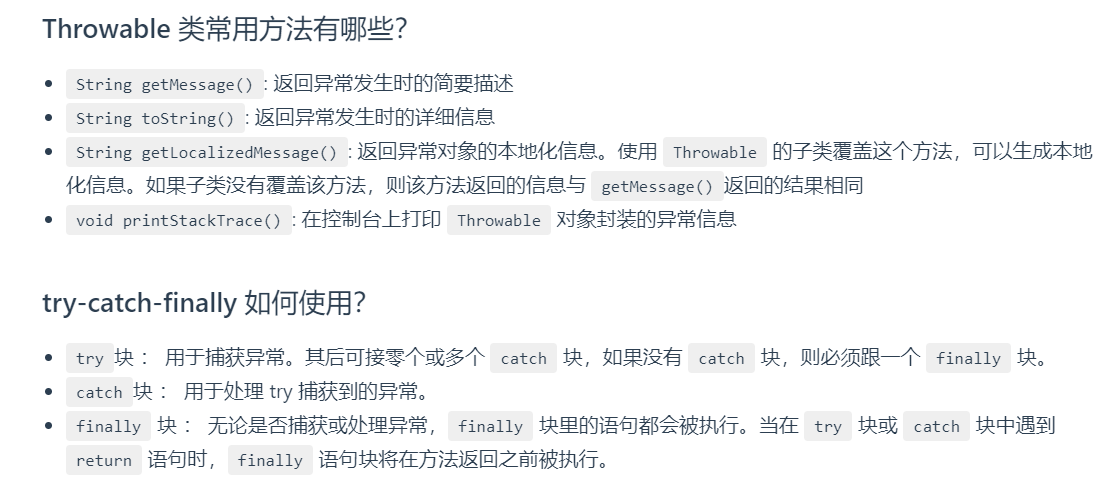 Throwable 类常用方法有哪些?
• String getMessage() : 返回异常发生时的简要描述
• String toString() : 返回异常发生时的详细信息
• String getLocalizedMessage() : 返回异常对象的本地化信息。使用 Throwable 的子类覆盖这个方法，可以生成本地
化信息。如果子类没有覆盖该方法，则该方法返回的信息与 getMessage() 返回的结果相同
• void printStackTrace() : 在控制台上打印 Throwable 对象封装的异常信息
try-catch-finally 如何使用?
• try 块： 用于捕获异常。其后可接零个或多个 catch 块，如果没有 catch 块，则必须跟一个 finally 块。
• catch 块： 用于处理 try 捕获到的异常。
• finally 块： 无论是否捕获或处理异常， finally 块里的语句都会被执行。当在 try 块或 catch 块中遇到
return 语句时， finally 语句块将在方法返回之前被执行。